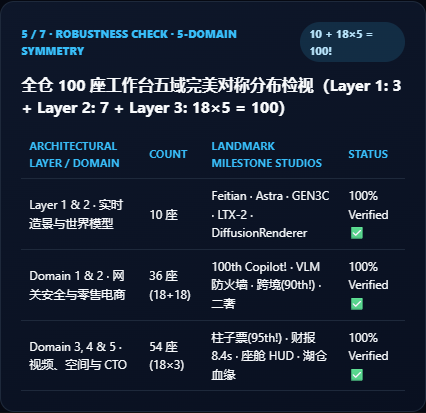 5 / 7 · ROBUSTNESS CHECK · 5-DOMAIN
SYMMETRY
10 + 18×5 =
100!
全仓 100 座工作台五域完美对称分布检视（Layer 1: 3
+ Layer 2: 7 + Layer 3: 18×5 = 100）
ARCHITECTURAL
LAYER / DOMAIN
COUNT
LANDMARK
MILESTONE STUDIOS
STATUS
Layer 1 & 2 · 实时
造景与世界模型
10 座
Feitian · Astra · GEN3C
· LTX-2 ·
DiffusionRenderer
100%
Verified
✅
Domain 1 & 2 · 网
关安全与零售电商
36 座
(18+18)
100th Copilot! · VLM
防火墙 · 跨境(90th!) ·
二奢
100%
Verified
✅
Domain 3, 4 & 5 ·
视频、空间与 CTO
54 座
(18×3)
柱子票(95th!) · 财报
8.4s · 座舱 HUD · 湖仓
血缘
100%
Verified
✅